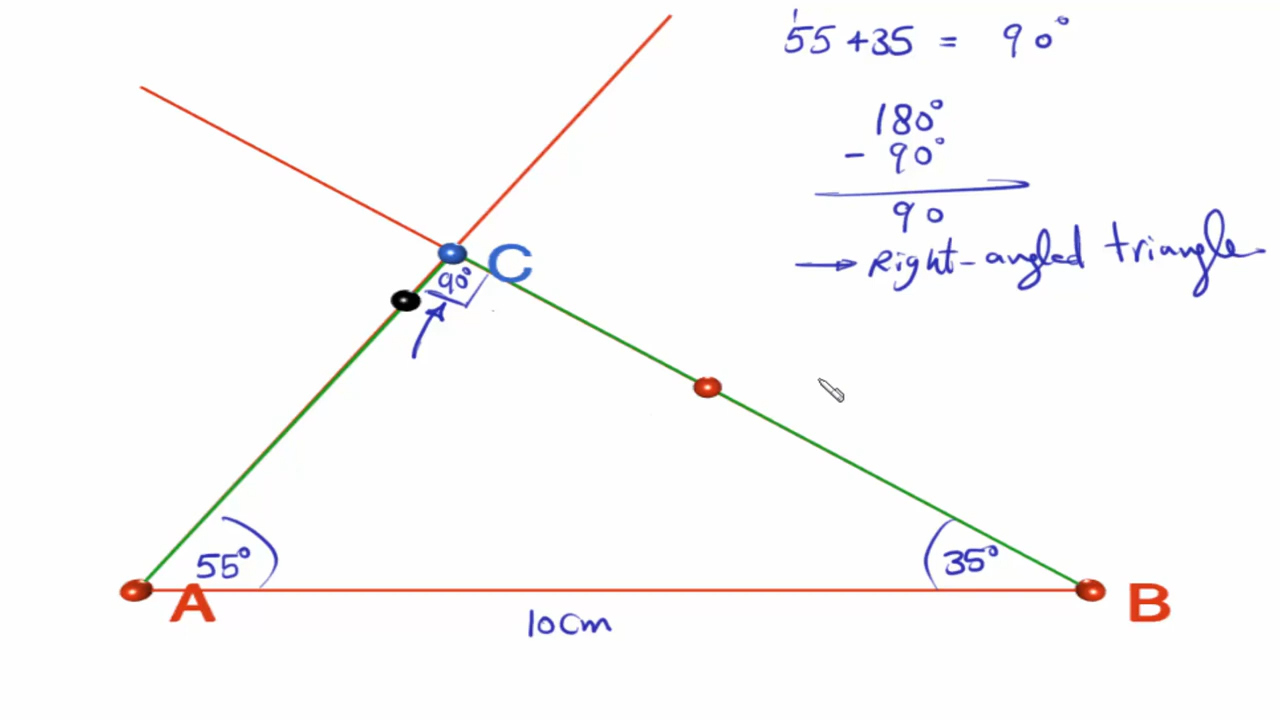 55 + 35 = 90°
180°
- 90°
90
→ Right-angled triangle
C
90°
55°
35°
A
B
10cm